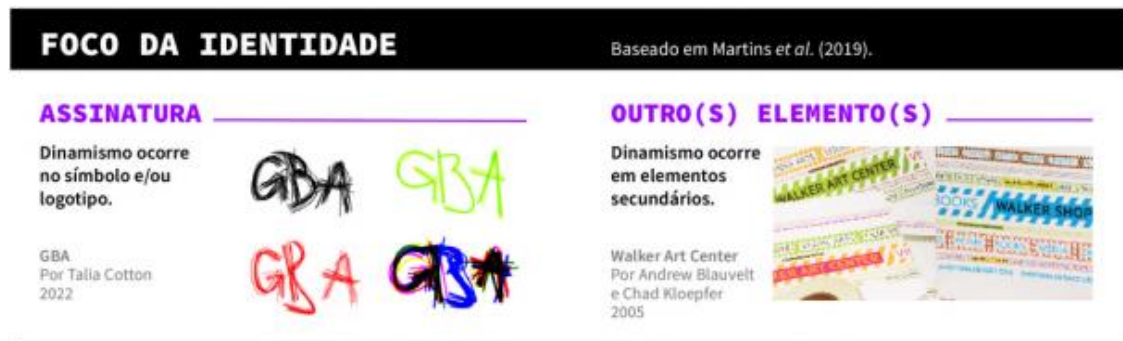 FOCO DA IDENTIDADE
Baseado em Martins et al. (2019).
ASSINATURA
Dinamismo ocorre
no símbolo e/ou
logotipo.
GBA
Por Talia Cotton
2022
GBA
GBA
GBA
GBA
OUTRO(S) ELEMENTO(S)
Dinamismo ocorre
em elementos
secundários.
Walker Art Center
Por Andrew Blauvelt
e Chad Kloepfer
2005
WALKER ART CENTER
BOOKS
WALKER SHOP
ART CENTER